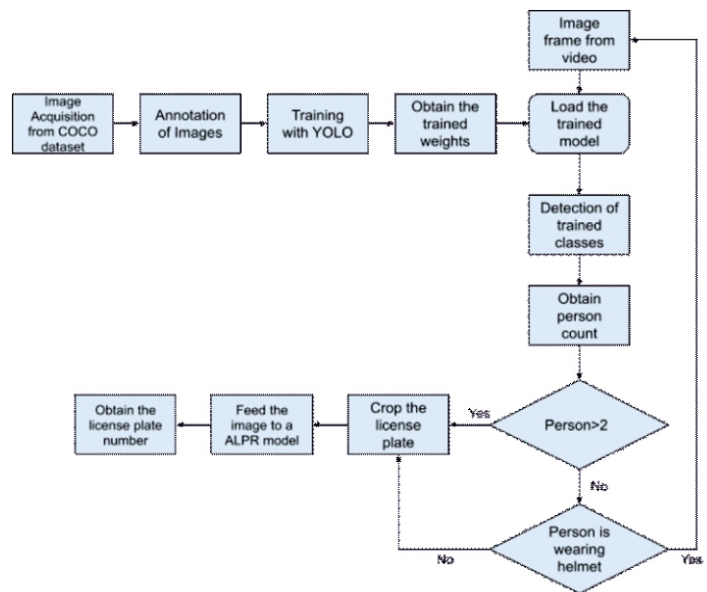 Image
frame from
video
Image
Acquisition
from COCO
dataset
Annotation
of Images
Training
with YOLO
Obtain the
trained
weights
Load the
trained
model
Detection of
trained
classes
Obtain
person
count
Person>2
Yes
Crop the
license
plate
Feed the
image to a
ALPR model
Obtain the
license plate
number
No
Person is
wearing
helmet
No
Yes